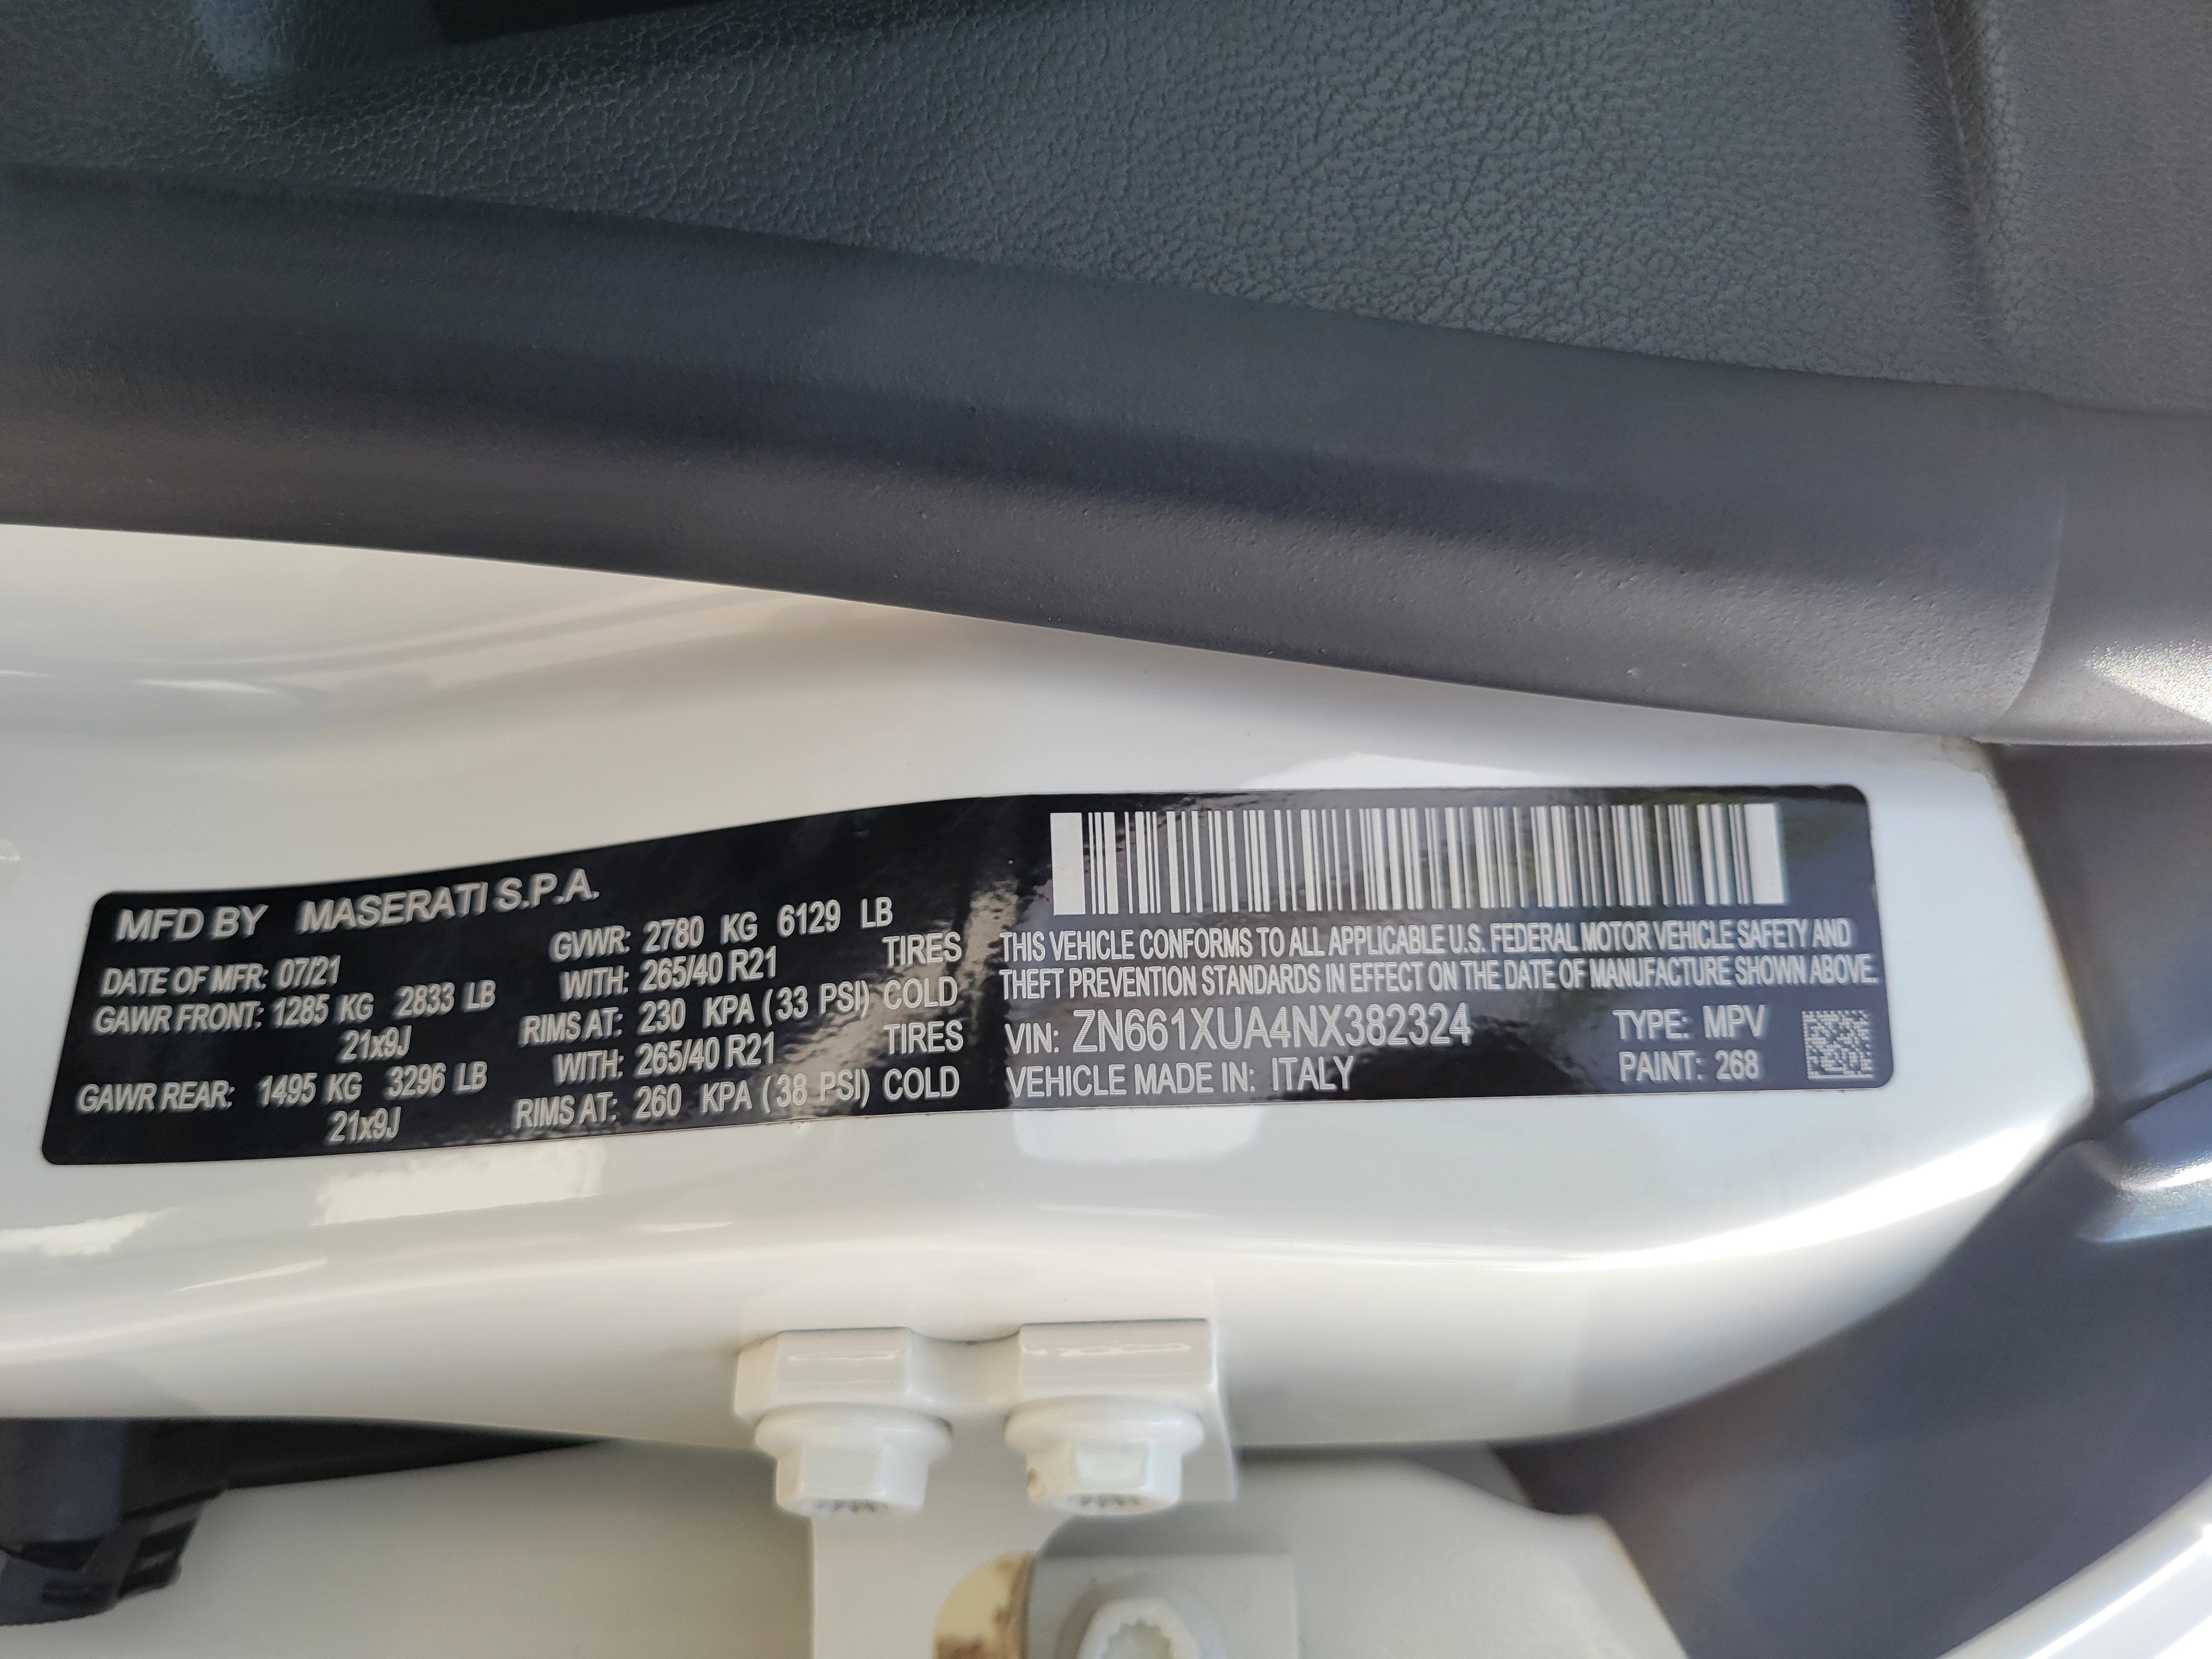 MFD BY MASERATI S.P.A.
DATE OF MFR: 07/21 GVWR: 2780 KG 6129 LB
GAWR FRONT: 1285 KG 2833 LB WITH: 265/40 R21 TIRES
21x9J RIMS AT: 230 KPA (33 PSI) COLD
GAWR REAR: 1495 KG 3296 LB WITH: 265/40 R21 TIRES
21x9J RIMS AT: 260 KPA (38 PSI) COLD
THIS VEHICLE CONFORMS TO ALL APPLICABLE U.S. FEDERAL MOTOR VEHICLE SAFETY AND
THEFT PREVENTION STANDARDS IN EFFECT ON THE DATE OF MANUFACTURE SHOWN ABOVE.
VIN: ZN661XUA4NX382324 TYPE: MPV
VEHICLE MADE IN: ITALY PAINT: 268